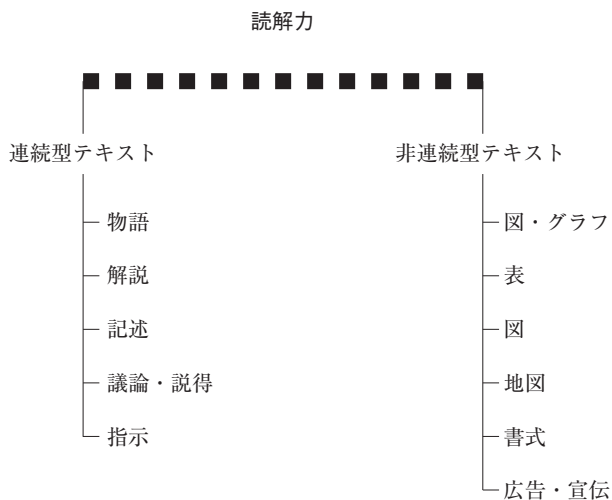 読解力
連続型テキスト
物語
解説
記述
議論・説得
指示
非連続型テキスト
図・グラフ
表
図
地図
書式
広告・宣伝